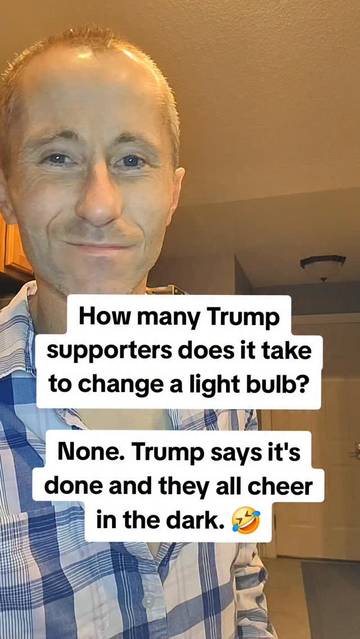 How many Trump
supporters does it take
to change a light bulb?
None. Trump says it's
done and they all cheer
in the dark. 🤣